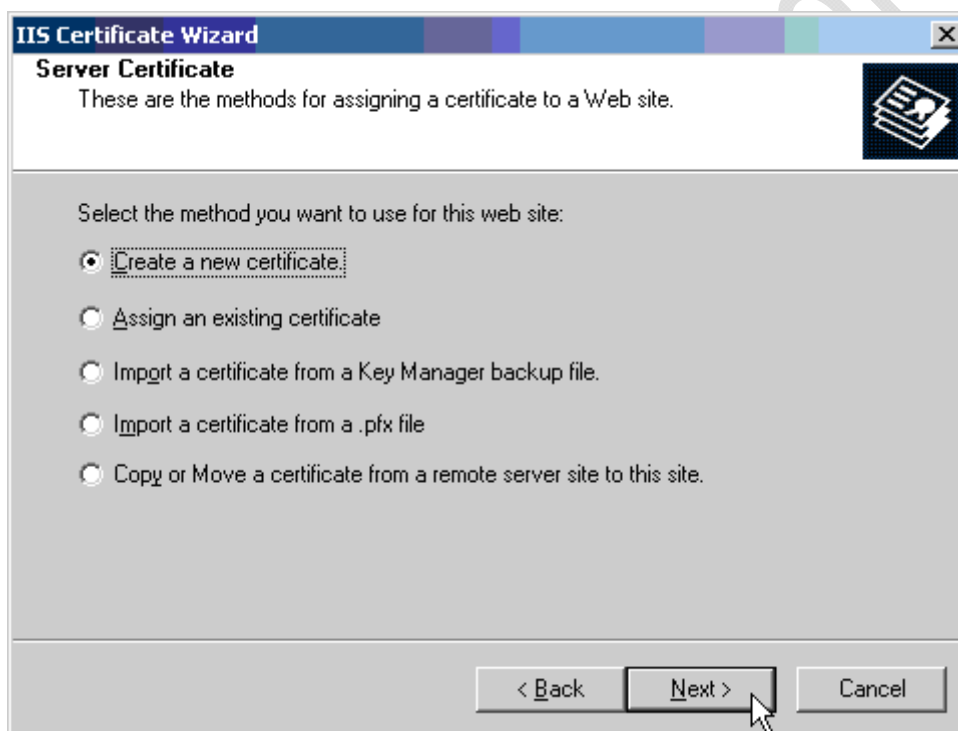 IIS Certificate Wizard
Server Certificate
These are the methods for assigning a certificate to a Web site.
Select the method you want to use for this web site:
Create a new certificate.
Assign an existing certificate
Import a certificate from a Key Manager backup file.
Import a certificate from a .pfx file
Copy or Move a certificate from a remote server site to this site.
< Back Next > Cancel